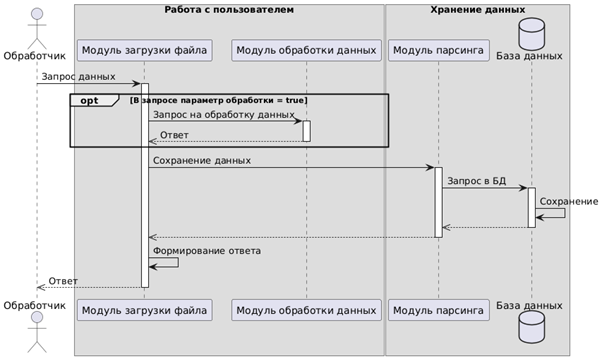 Работа с пользователем
Хранение данных
Обработчик
Модуль загрузки файла
Модуль обработки данных
Модуль парсинга
База данных
Запрос данных
opt
[В запросе параметр обработки = true]
Запрос на обработку данных
Ответ
Сохранение данных
Запрос в БД
Сохранение
Формирование ответа
Ответ
Обработчик
Модуль загрузки файла
Модуль обработки данных
Модуль парсинга
База данных